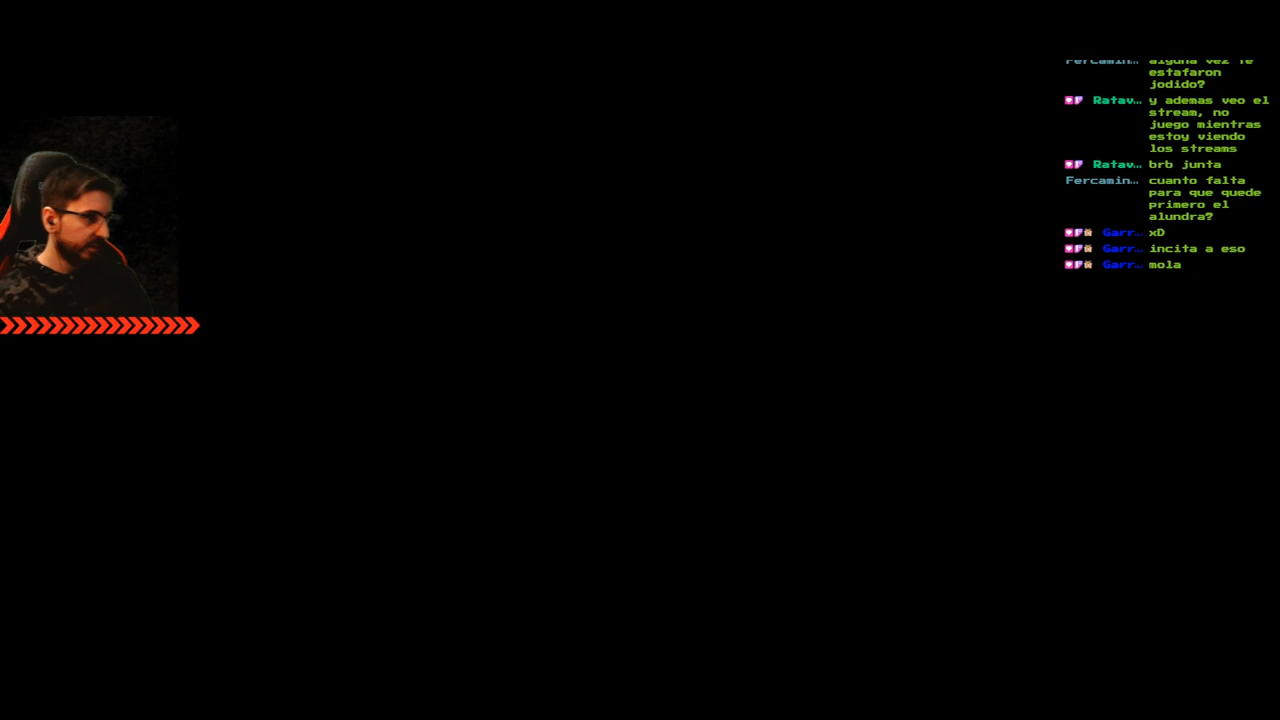 Fercamin… alguna vez te
estafaron
jodido?
Ratav… y ademas veo el
stream, no
juego mientras
estoy viendo
los streams
Ratav… brb junta
Fercamin… cuanto falta
para que quede
primero el
alundra?
Garr… xD
Garr… incita a eso
Garr… mola